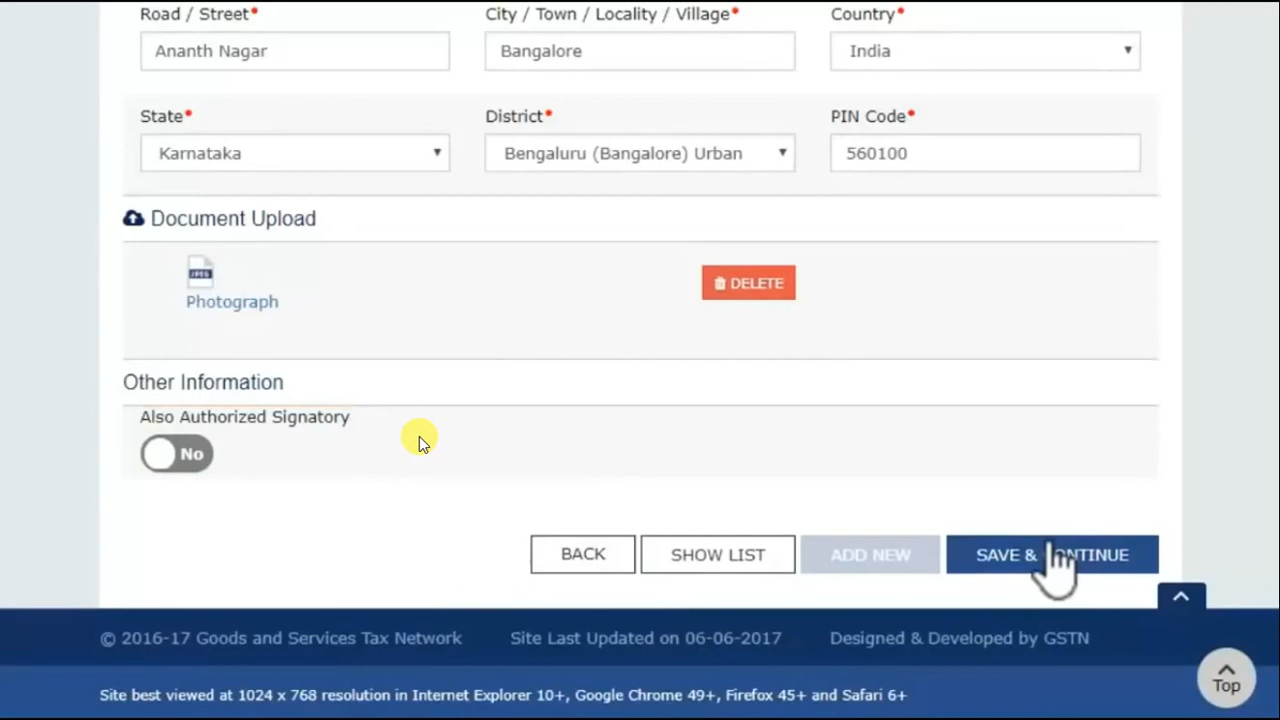 Road / Street* City / Town / Locality / Village* Country*
Ananth Nagar Bangalore India
State* District* PIN Code*
Karnataka Bengaluru (Bangalore) Urban 560100
Document Upload
JPEG
Photograph
DELETE
Other Information
Also Authorized Signatory
No
BACK SHOW LIST ADD NEW SAVE & CONTINUE
© 2016-17 Goods and Services Tax Network Site Last Updated on 06-06-2017 Designed & Developed by GSTN
Top
Site best viewed at 1024 x 768 resolution in Internet Explorer 10+, Google Chrome 49+, Firefox 45+ and Safari 6+